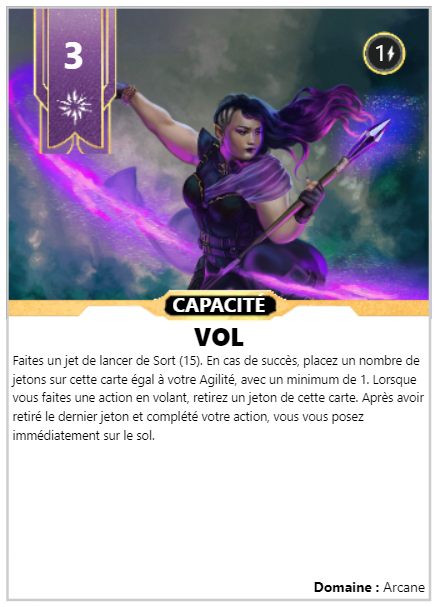 3
1
CAPACITÉ
VOL
Faites un jet de lancer de Sort (15). En cas de succès, placez un nombre de
jetons sur cette carte égal à votre Agilité, avec un minimum de 1. Lorsque
vous faites une action en volant, retirez un jeton de cette carte. Après avoir
retiré le dernier jeton et complété votre action, vous vous posez
immédiatement sur le sol.
Domaine : Arcane